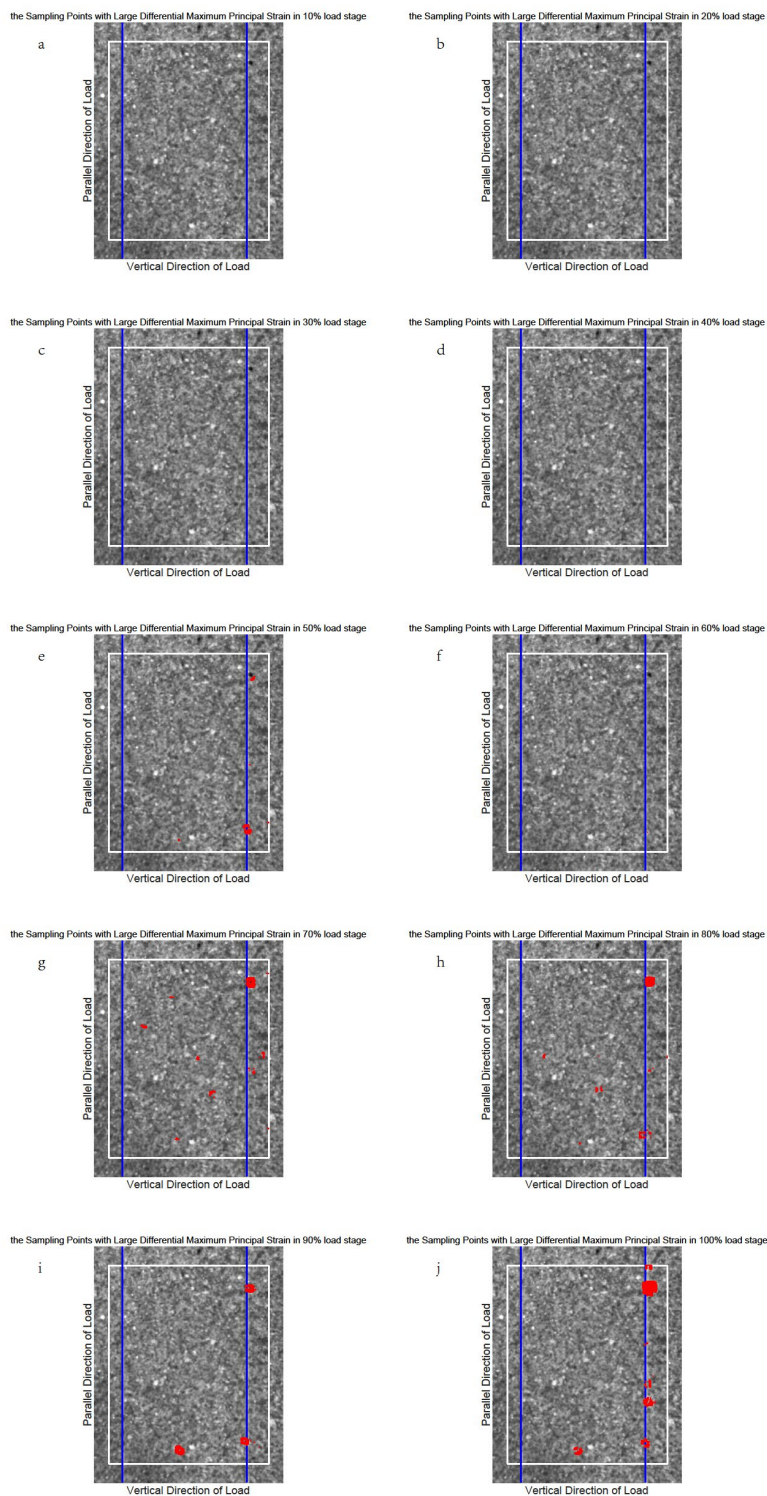 the Sampling Points with Large Differential Maximum Principal Strain in 10% load stage
a
Parallel Direction of Load
Vertical Direction of Load
the Sampling Points with Large Differential Maximum Principal Strain in 20% load stage
b
Parallel Direction of Load
Vertical Direction of Load
the Sampling Points with Large Differential Maximum Principal Strain in 30% load stage
c
Parallel Direction of Load
Vertical Direction of Load
the Sampling Points with Large Differential Maximum Principal Strain in 40% load stage
d
Parallel Direction of Load
Vertical Direction of Load
the Sampling Points with Large Differential Maximum Principal Strain in 50% load stage
e
Parallel Direction of Load
Vertical Direction of Load
the Sampling Points with Large Differential Maximum Principal Strain in 60% load stage
f
Parallel Direction of Load
Vertical Direction of Load
the Sampling Points with Large Differential Maximum Principal Strain in 70% load stage
g
Parallel Direction of Load
Vertical Direction of Load
the Sampling Points with Large Differential Maximum Principal Strain in 80% load stage
h
Parallel Direction of Load
Vertical Direction of Load
the Sampling Points with Large Differential Maximum Principal Strain in 90% load stage
i
Parallel Direction of Load
Vertical Direction of Load
the Sampling Points with Large Differential Maximum Principal Strain in 100% load stage
j
Parallel Direction of Load
Vertical Direction of Load